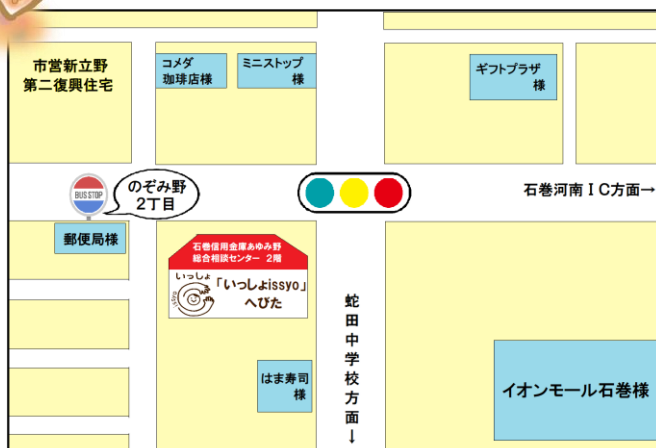 市営新立野
第二復興住宅
コメダ
珈琲店様
ミニストップ
様
ギフトプラザ
様
BUS STOP
のぞみ野
2丁目
石巻河南IC方面→
郵便局様
石巻信用金庫あゆみ野
総合相談センター 2階
いっしょ
「いっしょissyo」
へびた
はま寿司
様
蛇田中学校方面↓
イオンモール石巻様